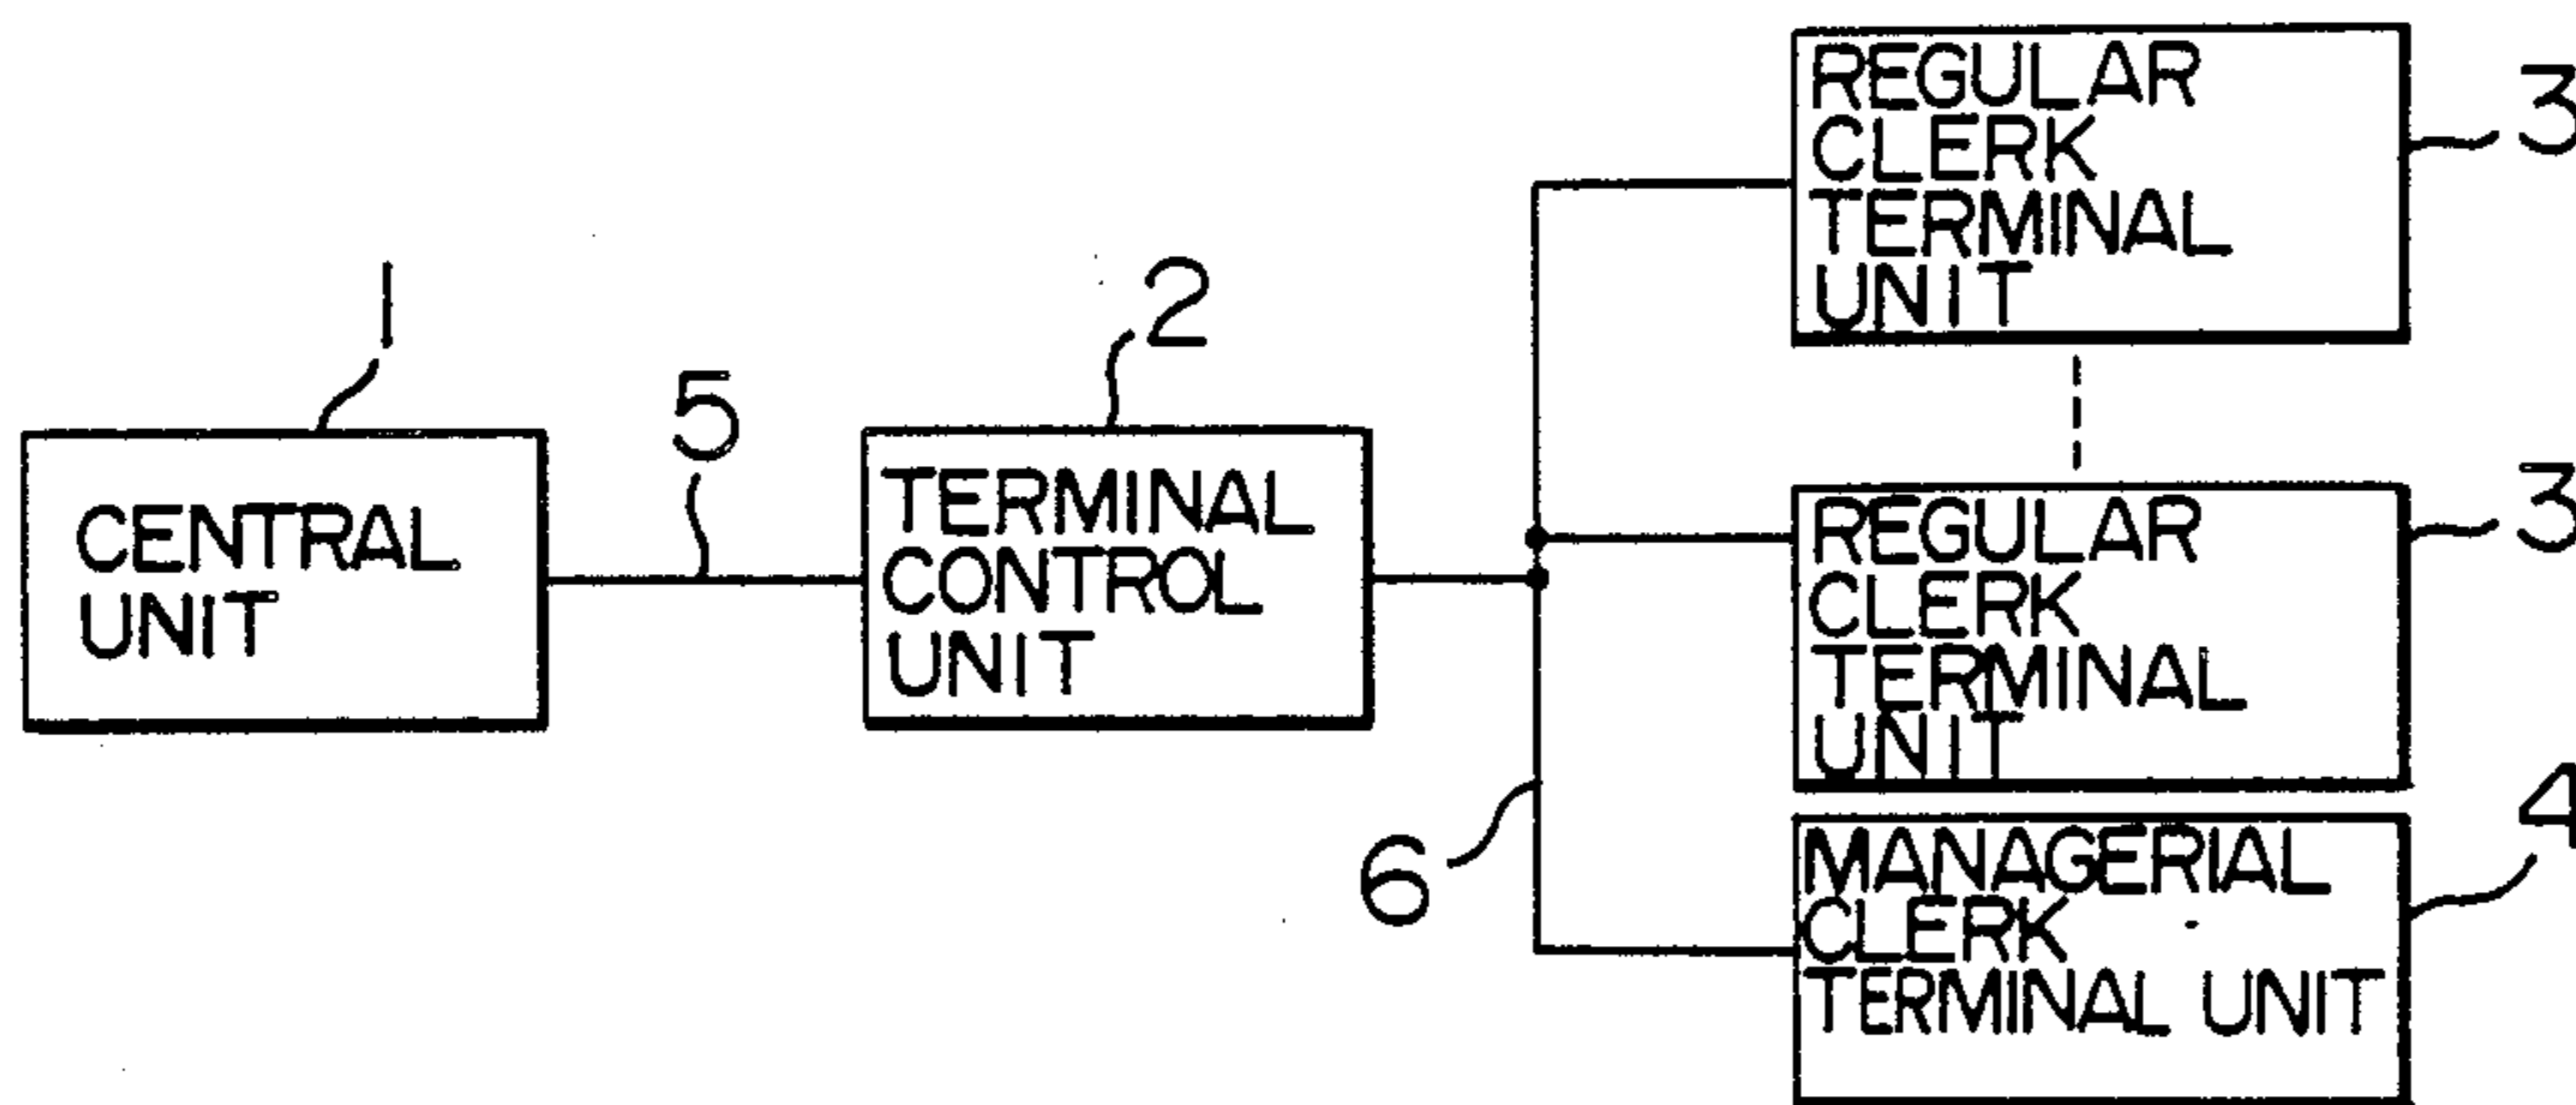 1
CENTRAL
UNIT
5
2
TERMINAL
CONTROL
UNIT
6
REGULAR
CLERK
TERMINAL
UNIT
3
REGULAR
CLERK
TERMINAL
UNIT
3
MANAGERIAL
CLERK
TERMINAL UNIT
4